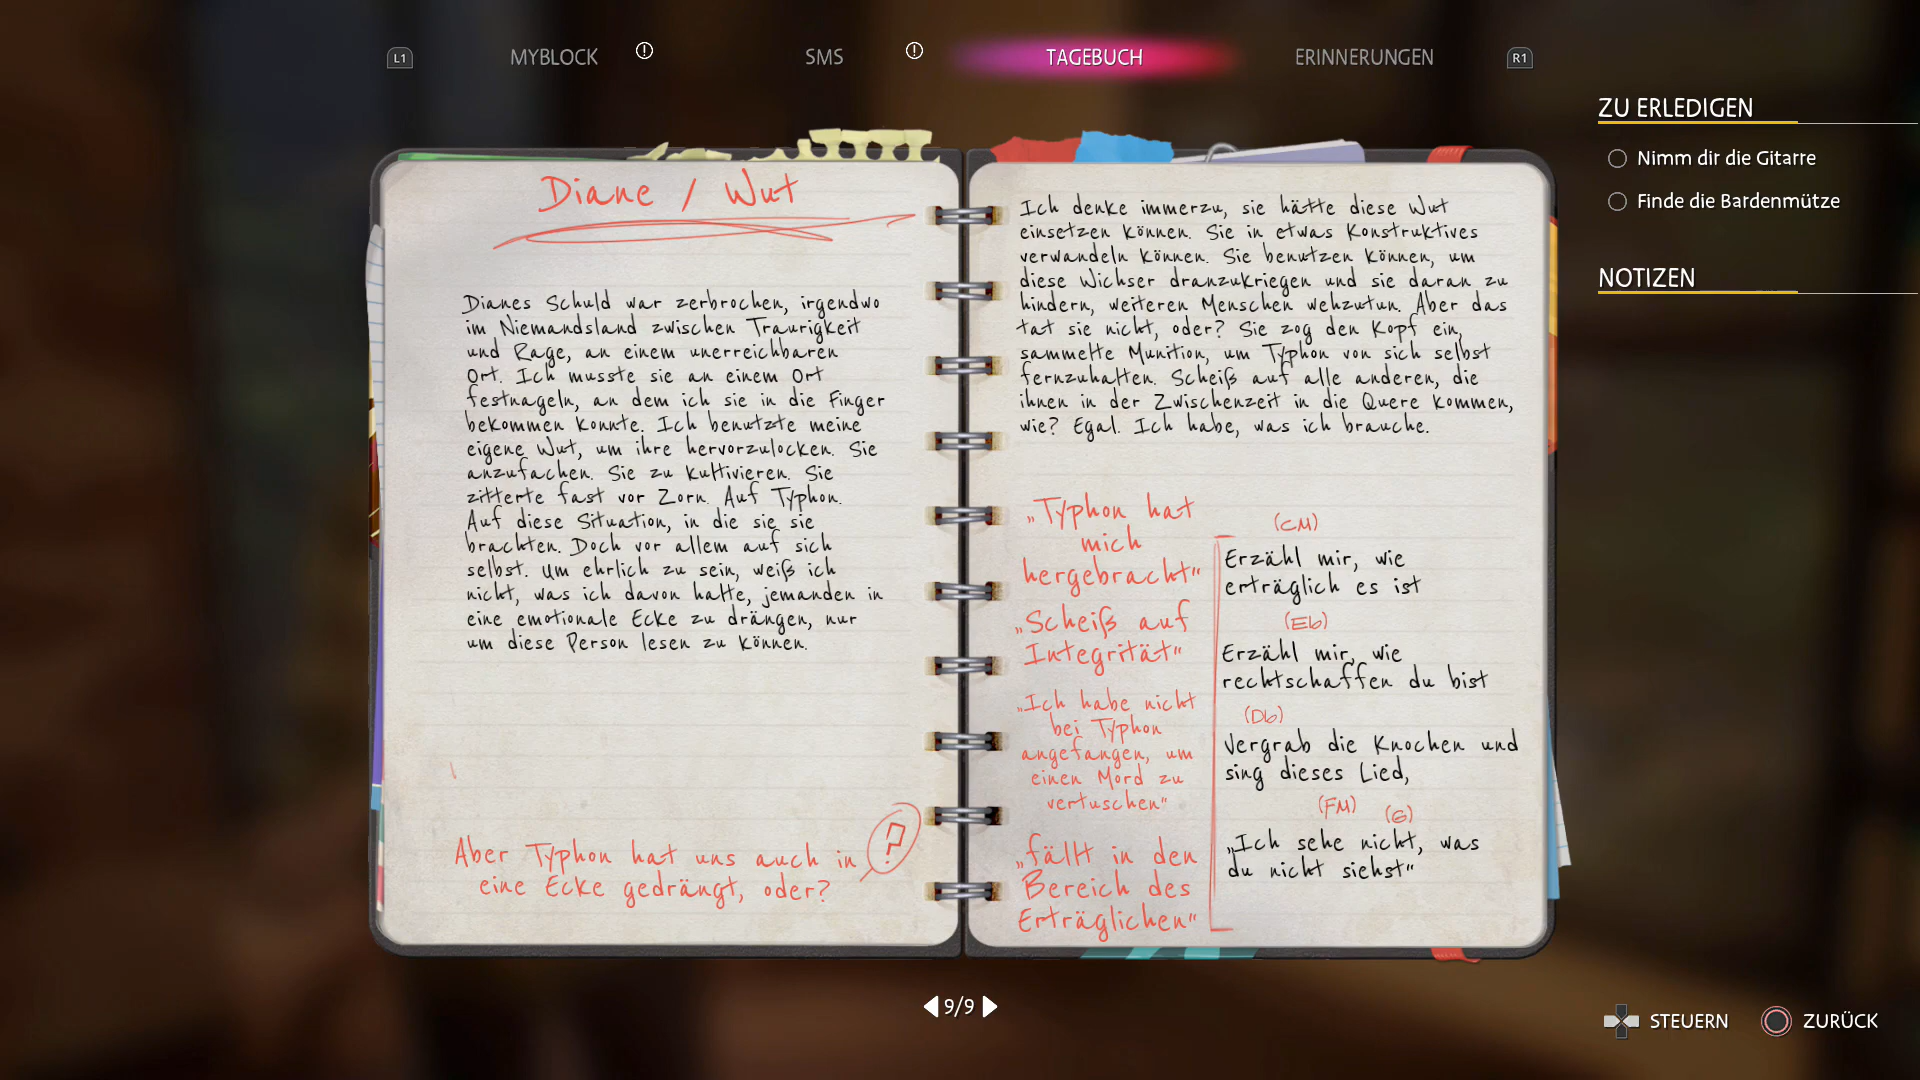 L1
MYBLOCK
SMS
TAGEBUCH
ERINNERUNGEN
R1
ZU ERLEDIGEN
Nimm dir die Gitarre
Finde die Bardenmütze
NOTIZEN
Diane / Wut
Dianes Schuld war zerbrochen, irgendwo
im Niemandsland zwischen Traurigkeit
und Rage, an einem unerreichbaren
Ort. Ich musste sie an einem Ort
festnageln, an dem ich sie in die Finger
bekommen konnte. Ich benutzte meine
eigene Wut, um ihre hervorzulocken. Sie
anzufachen. Sie zu kultivieren. Sie
zitterte fast vor Zorn. Auf Typhon.
Auf diese Situation, in die sie sie
brachten. Doch vor allem auf sich
selbst. Um ehrlich zu sein, weiß ich
nicht, was ich davon halte, jemanden in
eine emotionale Ecke zu drängen, nur
um diese Person lesen zu können.
Aber Typhon hat uns auch in
eine Ecke gedrängt, oder?
?
Ich denke immerzu, sie hätte diese Wut
einsetzen können. Sie in etwas Konstruktives
verwandeln können. Sie benutzen können, um
diese Wichser dranzukriegen und sie daran zu
hindern, weiteren Menschen wehzutun. Aber das
tat sie nicht, oder? Sie zog den Kopf ein,
sammelte Munition, um Typhon von sich selbst
fernzuhalten. Scheiß auf alle anderen, die
ihnen in der Zwischenzeit in die Quere kommen,
wie? Egal. Ich habe, was ich brauche.
„Typhon hat
mich
hergebracht“
„Scheiß auf
Integrität“
„Ich habe nicht
bei Typhon
angefangen, um
einen Mord zu
vertuschen“
„fällt in den
Bereich des
Erträglichen“
(CM)
Erzähl mir, wie
erträglich es ist
(Eb)
Erzähl mir, wie
rechtschaffen du bist
(Db)
Vergrab die Knochen und
sing dieses Lied,
(FM) (G)
„Ich sehe nicht, was
du nicht siehst“
9/9
STEUERN
ZURÜCK